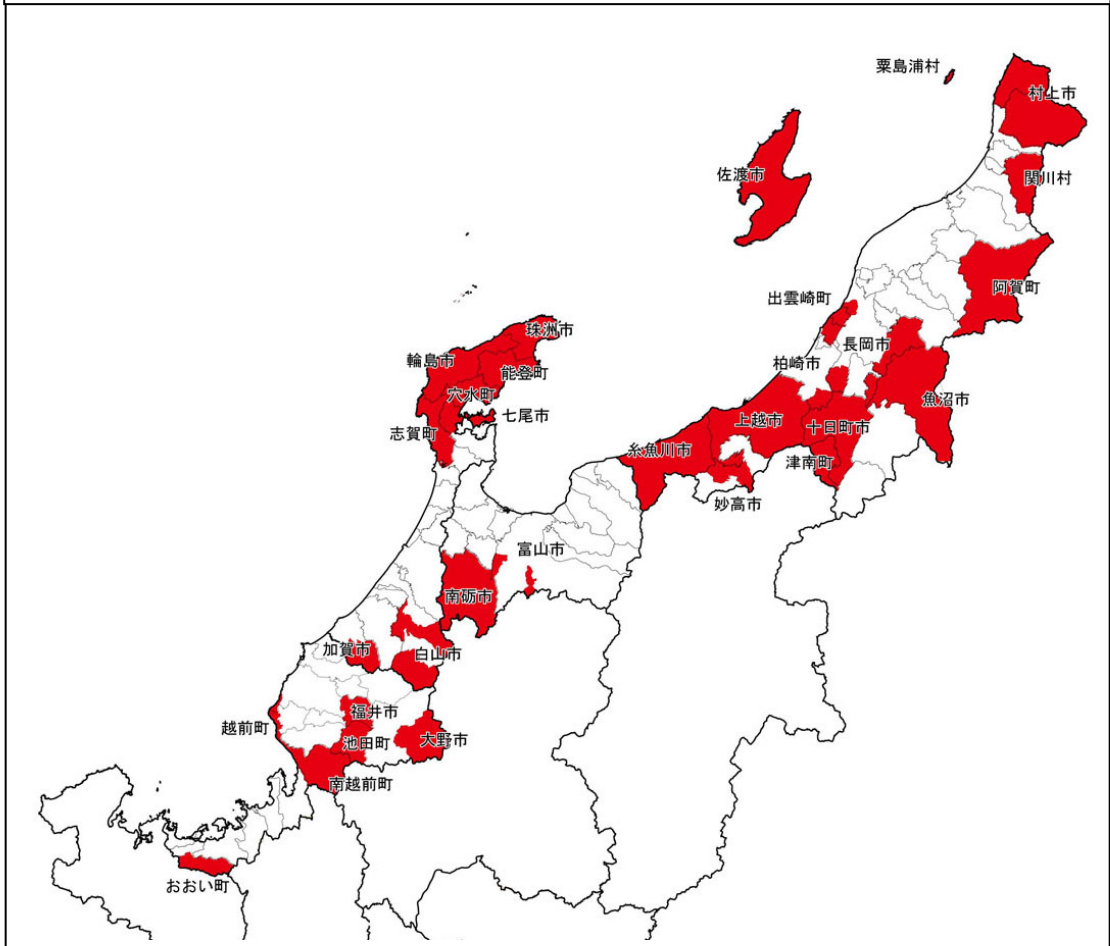 粟島浦村
村上市
佐渡市
関川村
阿賀町
出雲崎町
珠洲市
長岡市
輪島市
柏崎市
能登町
穴水町
魚沼市
七尾市
上越市
十日町市
志賀町
糸魚川市
津南町
妙高市
富山市
南砺市
加賀市
白山市
福井市
越前町
池田町
大野市
南越前町
おおい町